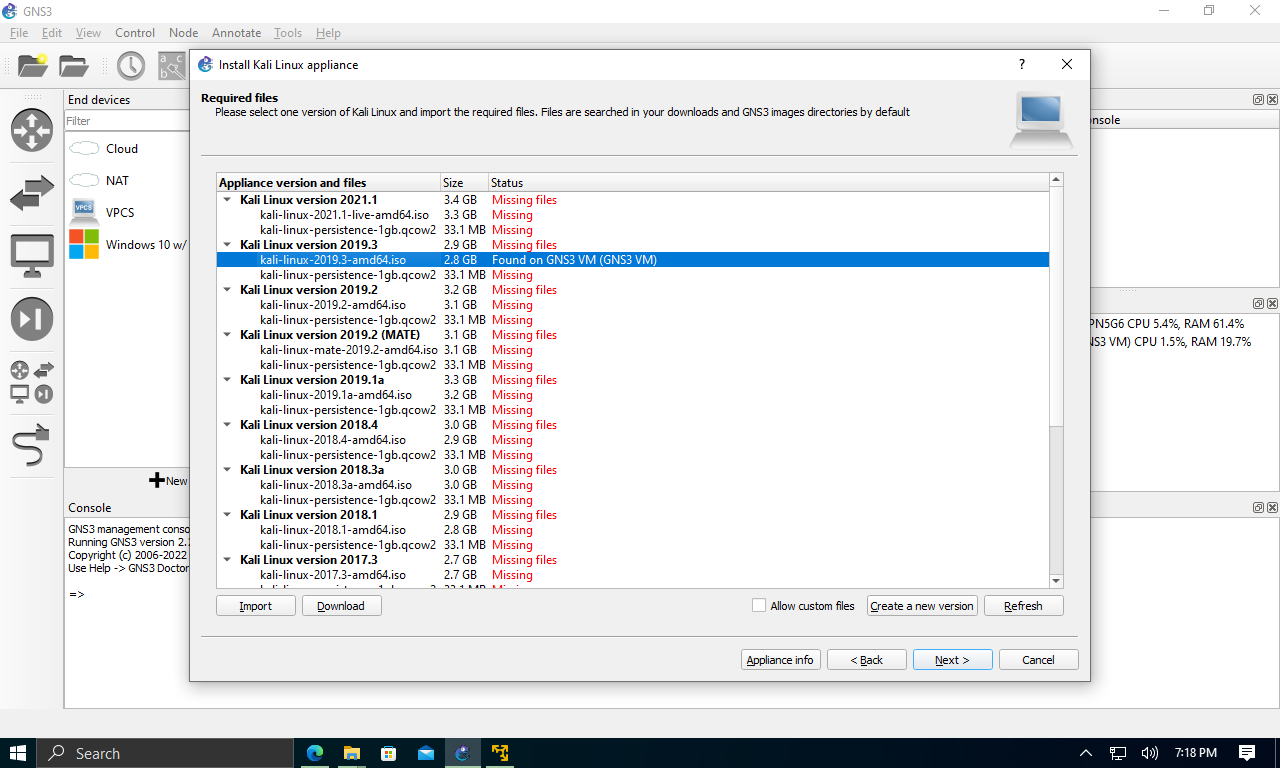 GNS3
File Edit View Control Node Annotate Tools Help
Install Kali Linux appliance ?
Required files
Please select one version of Kali Linux and import the required files. Files are searched in your downloads and GNS3 images directories by default
End devices
Filter
Cloud
NAT
VPCS
VPCS
Windows 10 w/
New
Appliance version and files Size Status
Kali Linux version 2021.1 3.4 GB Missing files
kali-linux-2021.1-live-amd64.iso 3.3 GB Missing
kali-linux-persistence-1gb.qcow2 33.1 MB Missing
Kali Linux version 2019.3 2.9 GB Missing files
kali-linux-2019.3-amd64.iso 2.8 GB Found on GNS3 VM (GNS3 VM)
kali-linux-persistence-1gb.qcow2 33.1 MB Missing
Kali Linux version 2019.2 3.2 GB Missing files
kali-linux-2019.2-amd64.iso 3.1 GB Missing
kali-linux-persistence-1gb.qcow2 33.1 MB Missing
Kali Linux version 2019.2 (MATE) 3.1 GB Missing files
kali-linux-mate-2019.2-amd64.iso 3.1 GB Missing
kali-linux-persistence-1gb.qcow2 33.1 MB Missing
Kali Linux version 2019.1a 3.3 GB Missing files
kali-linux-2019.1a-amd64.iso 3.2 GB Missing
kali-linux-persistence-1gb.qcow2 33.1 MB Missing
Kali Linux version 2018.4 3.0 GB Missing files
kali-linux-2018.4-amd64.iso 2.9 GB Missing
kali-linux-persistence-1gb.qcow2 33.1 MB Missing
Kali Linux version 2018.3a 3.0 GB Missing files
kali-linux-2018.3a-amd64.iso 3.0 GB Missing
kali-linux-persistence-1gb.qcow2 33.1 MB Missing
Kali Linux version 2018.1 2.9 GB Missing files
kali-linux-2018.1-amd64.iso 2.8 GB Missing
kali-linux-persistence-1gb.qcow2 33.1 MB Missing
Kali Linux version 2017.3 2.7 GB Missing files
kali-linux-2017.3-amd64.iso 2.7 GB Missing
Import Download Allow custom files Create a new version Refresh
Appliance info < Back Next > Cancel
nsole
PN5G6 CPU 5.4%, RAM 61.4%
NS3 VM) CPU 1.5%, RAM 19.7%
Console
GNS3 management conso
Running GNS3 version 2.
Copyright (c) 2006-2022
Use Help -> GNS3 Doctor
=>
Search
7:18 PM